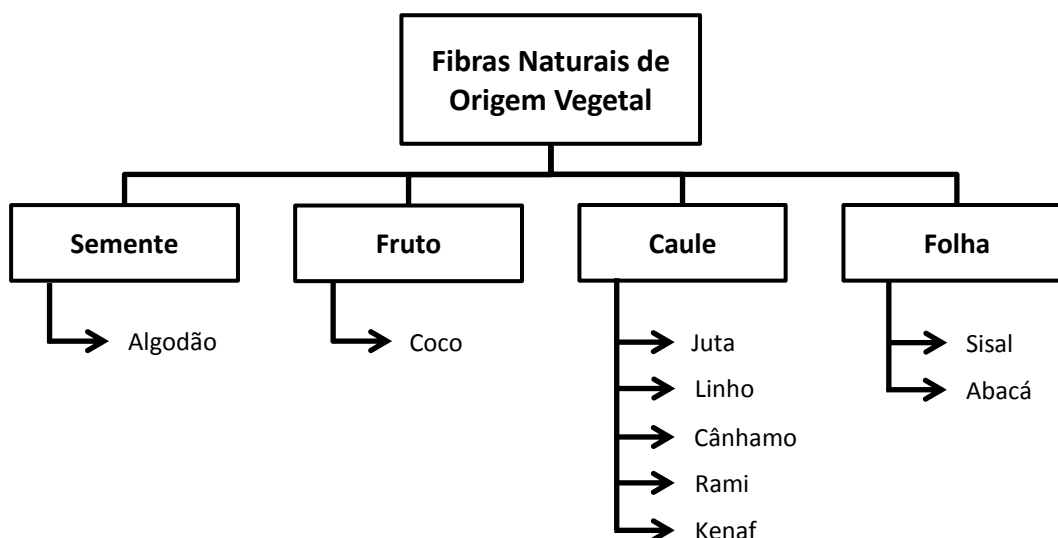 Fibras Naturais de
Origem Vegetal
Semente
Fruto
Caule
Folha
Algodão
Coco
Juta
Linho
Cânhamo
Rami
Kenaf
Sisal
Abacá